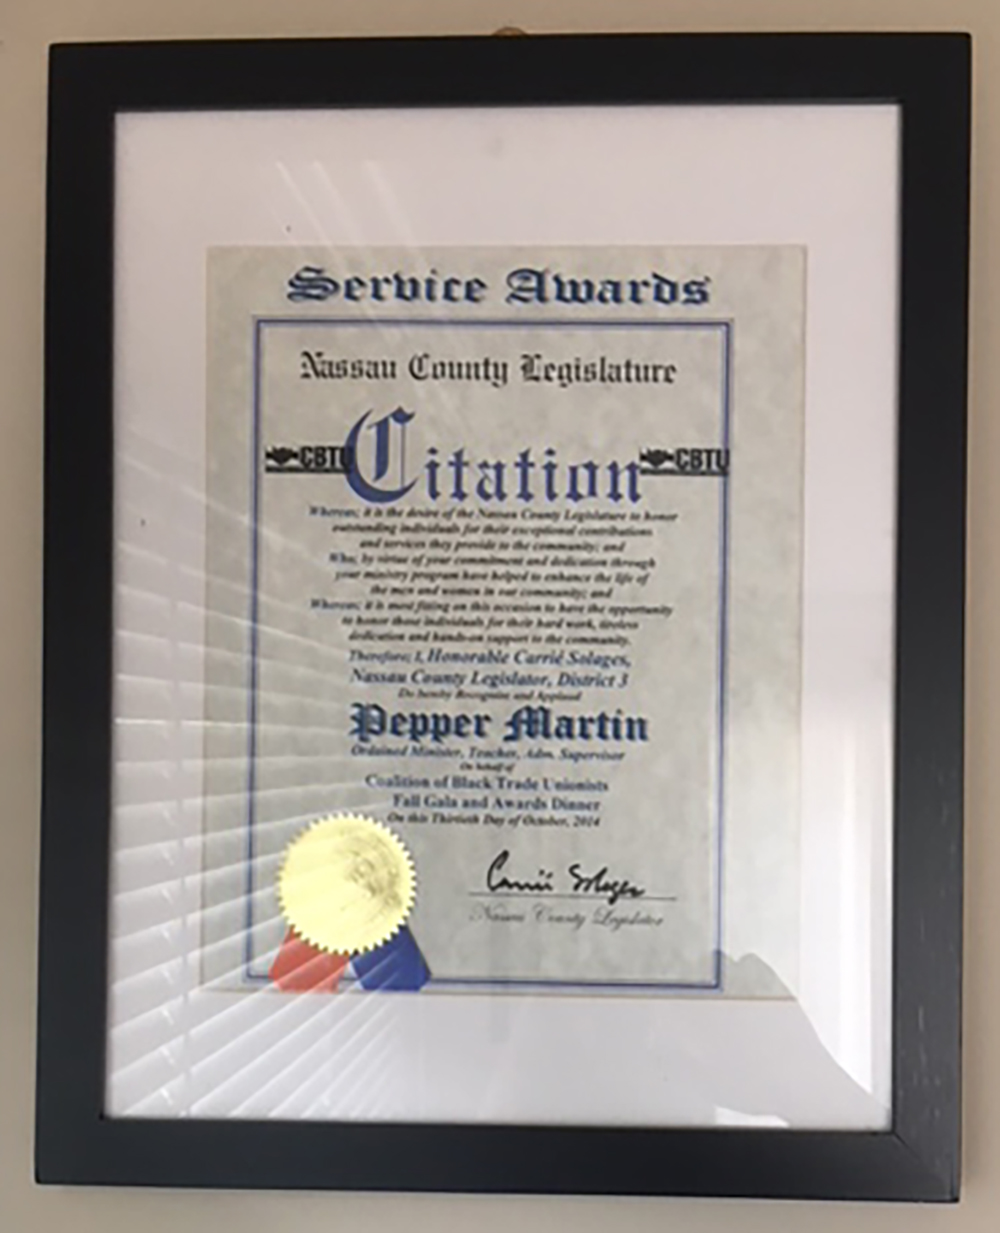 Service Awards
Nassau County Legislature
CBTU Citation CBTU
Whereas; it is the desire of the Nassau County Legislature to honor
outstanding individuals for their exceptional contributions
and services they provide to the community; and
Who; by virtue of your commitment and dedication through
your ministry program have helped to enhance the life of
the men and women in our community; and
Whereas; it is most fitting on this occasion to have the opportunity
to honor those individuals for their hard work, tireless
dedication and hands-on support to the community.
Therefore; I, Honorable Carrié Solages,
Nassau County Legislator, District 3
Do hereby Recognize and Applaud
Pepper Martin
Ordained Minister, Teacher, Adm. Supervisor
On behalf of
Coalition of Black Trade Unionists
Fall Gala and Awards Dinner
On this Thirtieth Day of October, 2014
Carrié Solages
Nassau County Legislator